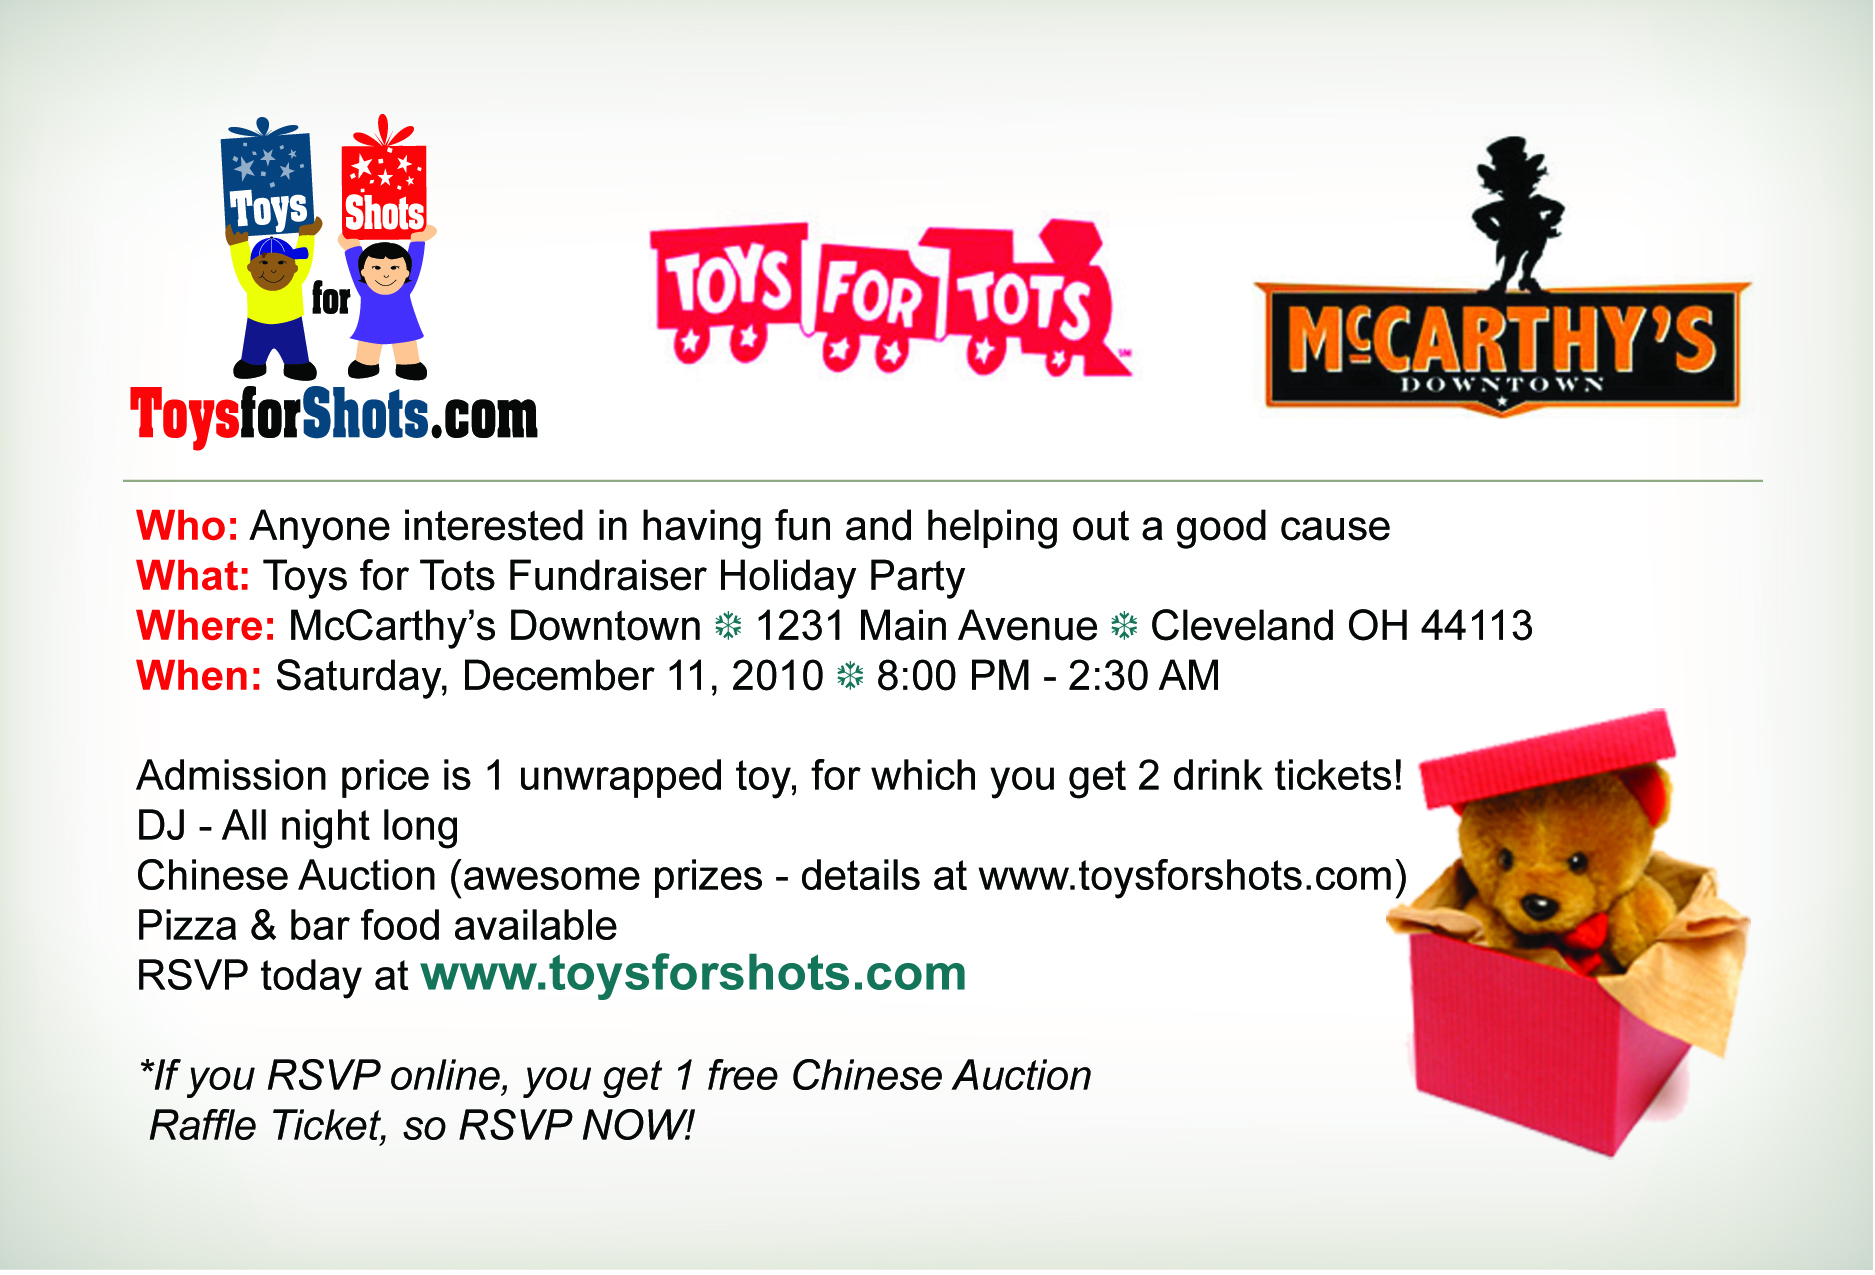 Toys
Shots
for
ToysforShots.com
TOYS FOR TOTS
SM
McCARTHY'S
DOWNTOWN
Who: Anyone interested in having fun and helping out a good cause
What: Toys for Tots Fundraiser Holiday Party
Where: McCarthy's Downtown ❄ 1231 Main Avenue ❄ Cleveland OH 44113
When: Saturday, December 11, 2010 ❄ 8:00 PM - 2:30 AM
Admission price is 1 unwrapped toy, for which you get 2 drink tickets!
DJ - All night long
Chinese Auction (awesome prizes - details at www.toysforshots.com)
Pizza & bar food available
RSVP today at www.toysforshots.com
*If you RSVP online, you get 1 free Chinese Auction
Raffle Ticket, so RSVP NOW!